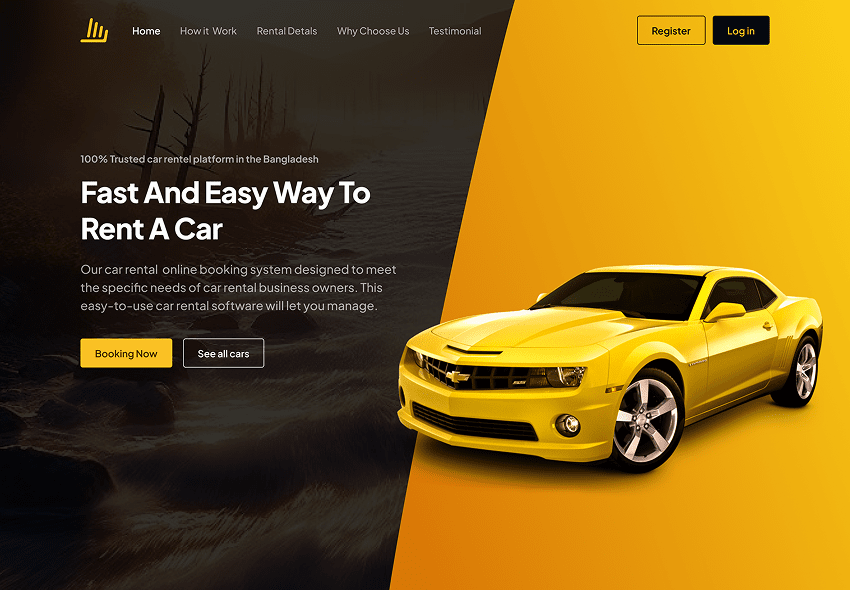 Home
How it Work
Rental Detals
Why Choose Us
Testimonial
Register
Log in
100% Trusted car rentel platform in the Bangladesh
Fast And Easy Way To
Rent A Car
Our car rental online booking system designed to meet
the specific needs of car rental business owners. This
easy-to-use car rental software will let you manage.
Booking Now
See all cars